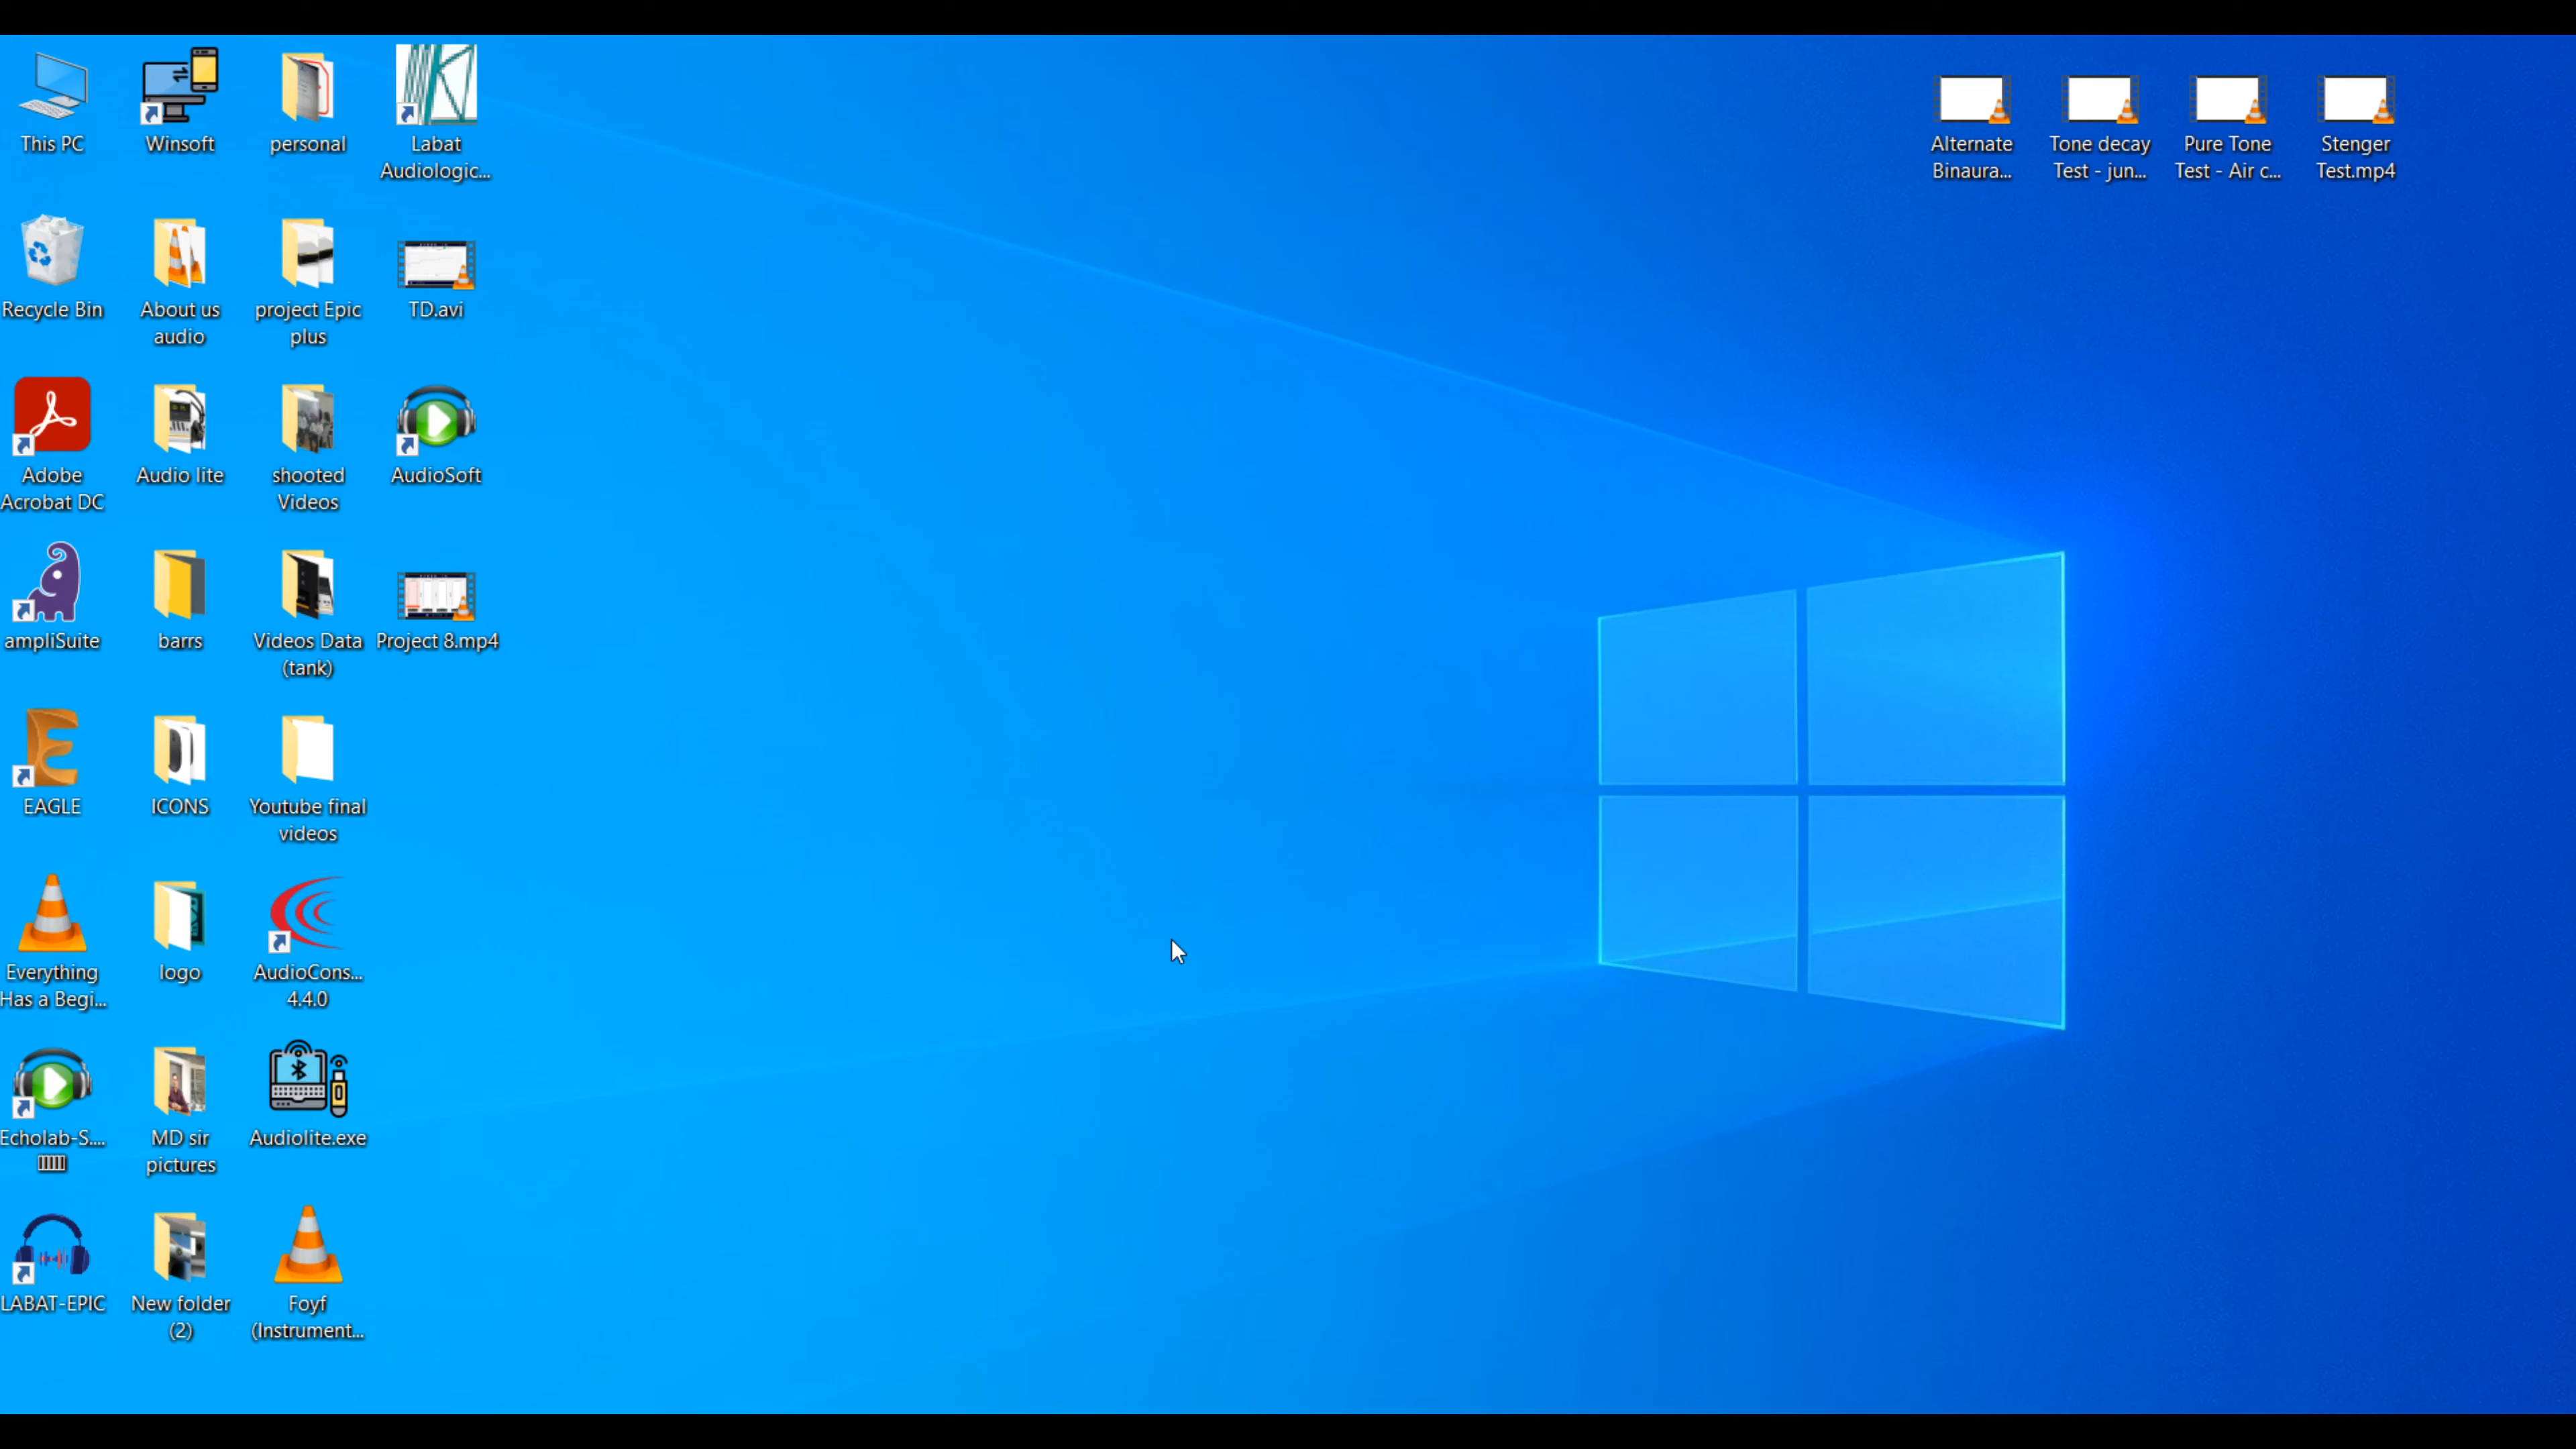 This PC
Winsoft
personal
Labat
Audiologic...
Alternate
Binaura...
Tone decay
Test - jun...
Pure Tone
Test - Air c...
Stenger
Test.mp4
Recycle Bin
About us
audio
project Epic
plus
TD.avi
Adobe
Acrobat DC
Audio lite
shooted
Videos
AudioSoft
ampliSuite
barrs
Videos Data
(tank)
Project 8.mp4
EAGLE
ICONS
Youtube final
videos
Everything
Has a Begi...
logo
AudioCons...
4.4.0
Echolab-S....
MD sir
pictures
Audiolite.exe
LABAT-EPIC
New folder
(2)
Foyf
(Instrument...